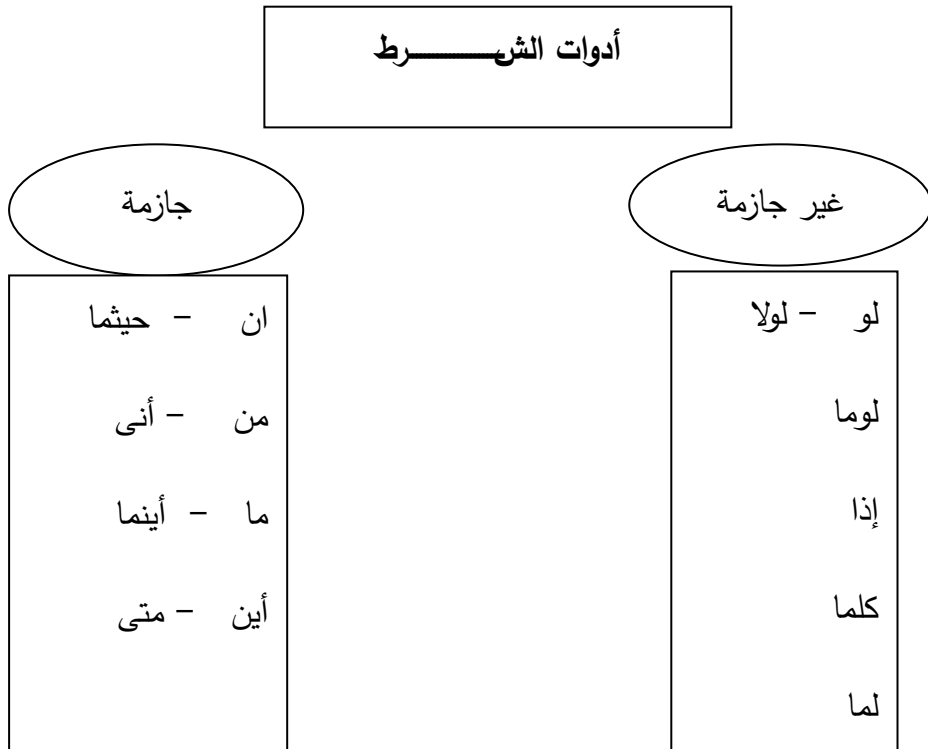 أدوات الشـــــــرط
غير جازمة
لو – لولا
لوما
إذا
كلما
لما
جازمة
ان – حيثما
من – أنى
ما – أينما
أين – متى